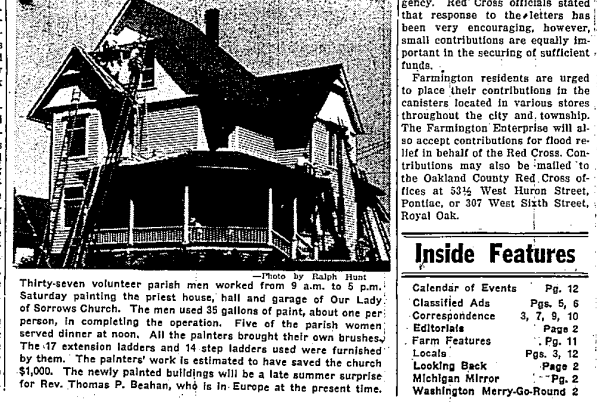 —Photo by Ralph Hunt
Thirty-seven volunteer parish men worked from 9 a.m. to 5 p.m.
Saturday painting the priest house, hall and garage of Our Lady
of Sorrows Church. The men used 35 gallons of paint, about one per
person, in completing the operation. Five of the parish women
served dinner at noon. All the painters brought their own brushes.
The 17 extension ladders and 14 step ladders used were furnished
by them. The painters' work is estimated to have saved the church
$1,000. The newly painted buildings will be a late summer surprise
for Rev. Thomas P. Beahan, who is in Europe at the present time.
gency. Red Cross officials stated
that response to the letters has
been very encouraging, however,
small contributions are equally im-
portant in the securing of sufficient
funds.
Farmington residents are urged
to place their contributions in the
canisters located in various stores
throughout the city and township.
The Farmington Enterprise will al-
so accept contributions for flood re-
lief in behalf of the Red Cross. Con-
tributions may also be mailed to
the Oakland County Red Cross of-
fices at 53½ West Huron Street,
Pontiac, or 307 West Sixth Street,
Royal Oak.
Inside Features
Calendar of Events Pg. 12
Classified Ads Pgs. 5, 6
Correspondence 3, 7, 9, 10
Editorials Page 2
Farm Features Pg. 11
Locals Pgs. 3, 12
Looking Back Page 2
Michigan Mirror Pg. 2
Washington Merry-Go-Round 2